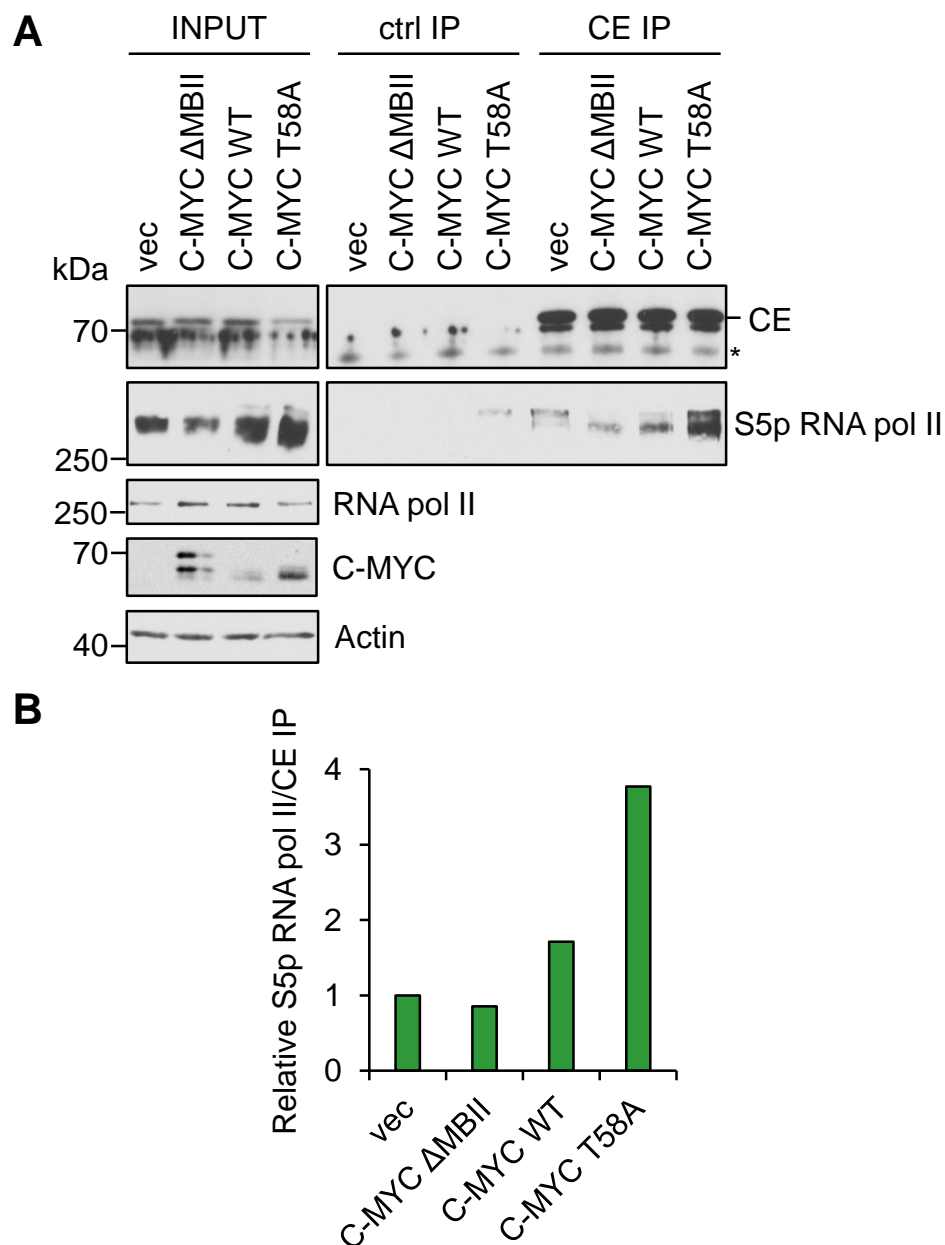 A
INPUT ctrl IP CE IP
vec C-MYC ΔMBII C-MYC WT C-MYC T58A vec C-MYC ΔMBII C-MYC WT C-MYC T58A vec C-MYC ΔMBII C-MYC WT C-MYC T58A
kDa
70 CE
*
S5p RNA pol II
250
250 RNA pol II
70
C-MYC
40 Actin
B
Relative S5p RNA pol II/CE IP
4
3
2
1
0
vec C-MYC ΔMBII C-MYC WT C-MYC T58A